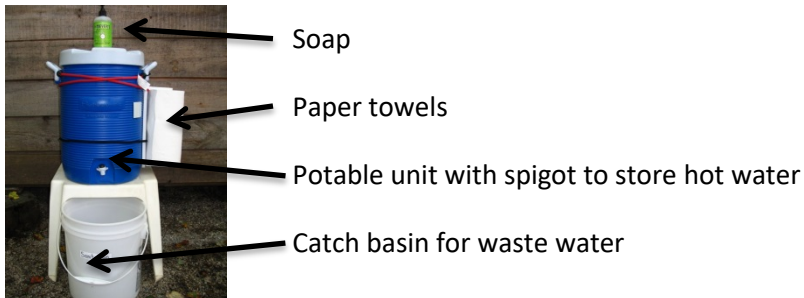 Soap
Paper towels
Potable unit with spigot to store hot water
Catch basin for waste water